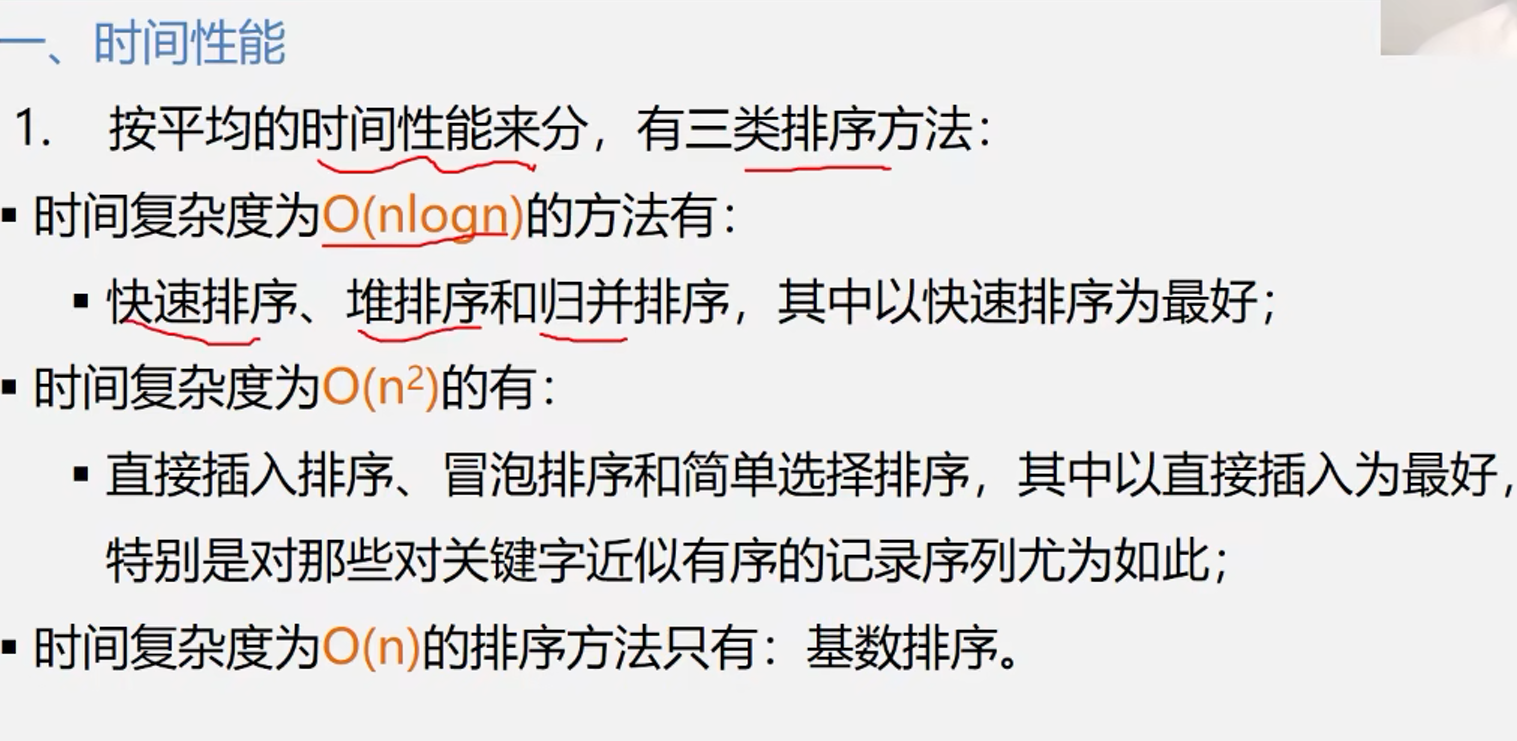 一、时间性能
1. 按平均的时间性能来分，有三类排序方法：
▪ 时间复杂度为O(nlogn)的方法有：
▪ 快速排序、堆排序和归并排序，其中以快速排序为最好；
▪ 时间复杂度为O(n²)的有：
▪ 直接插入排序、冒泡排序和简单选择排序，其中以直接插入为最好，
特别是对那些对关键字近似有序的记录序列尤为如此；
▪ 时间复杂度为O(n)的排序方法只有：基数排序。